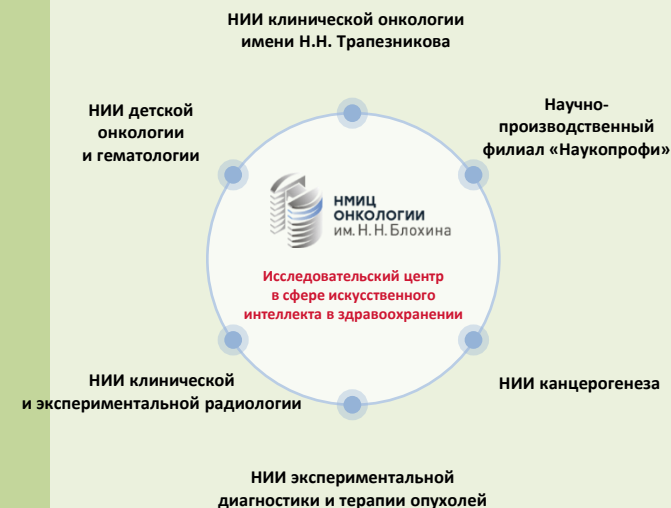 НИИ клинической онкологии
имени Н.Н. Трапезникова
НИИ детской
онкологии
и гематологии
Научно-
производственный
филиал «Наукопрофи»
НМИЦ
ОНКОЛОГИИ
им. Н. Н. Блохина
Исследовательский центр
в сфере искусственного
интеллекта в здравоохранении
НИИ клинической
и экспериментальной радиологии
НИИ канцерогенеза
НИИ экспериментальной
диагностики и терапии опухолей